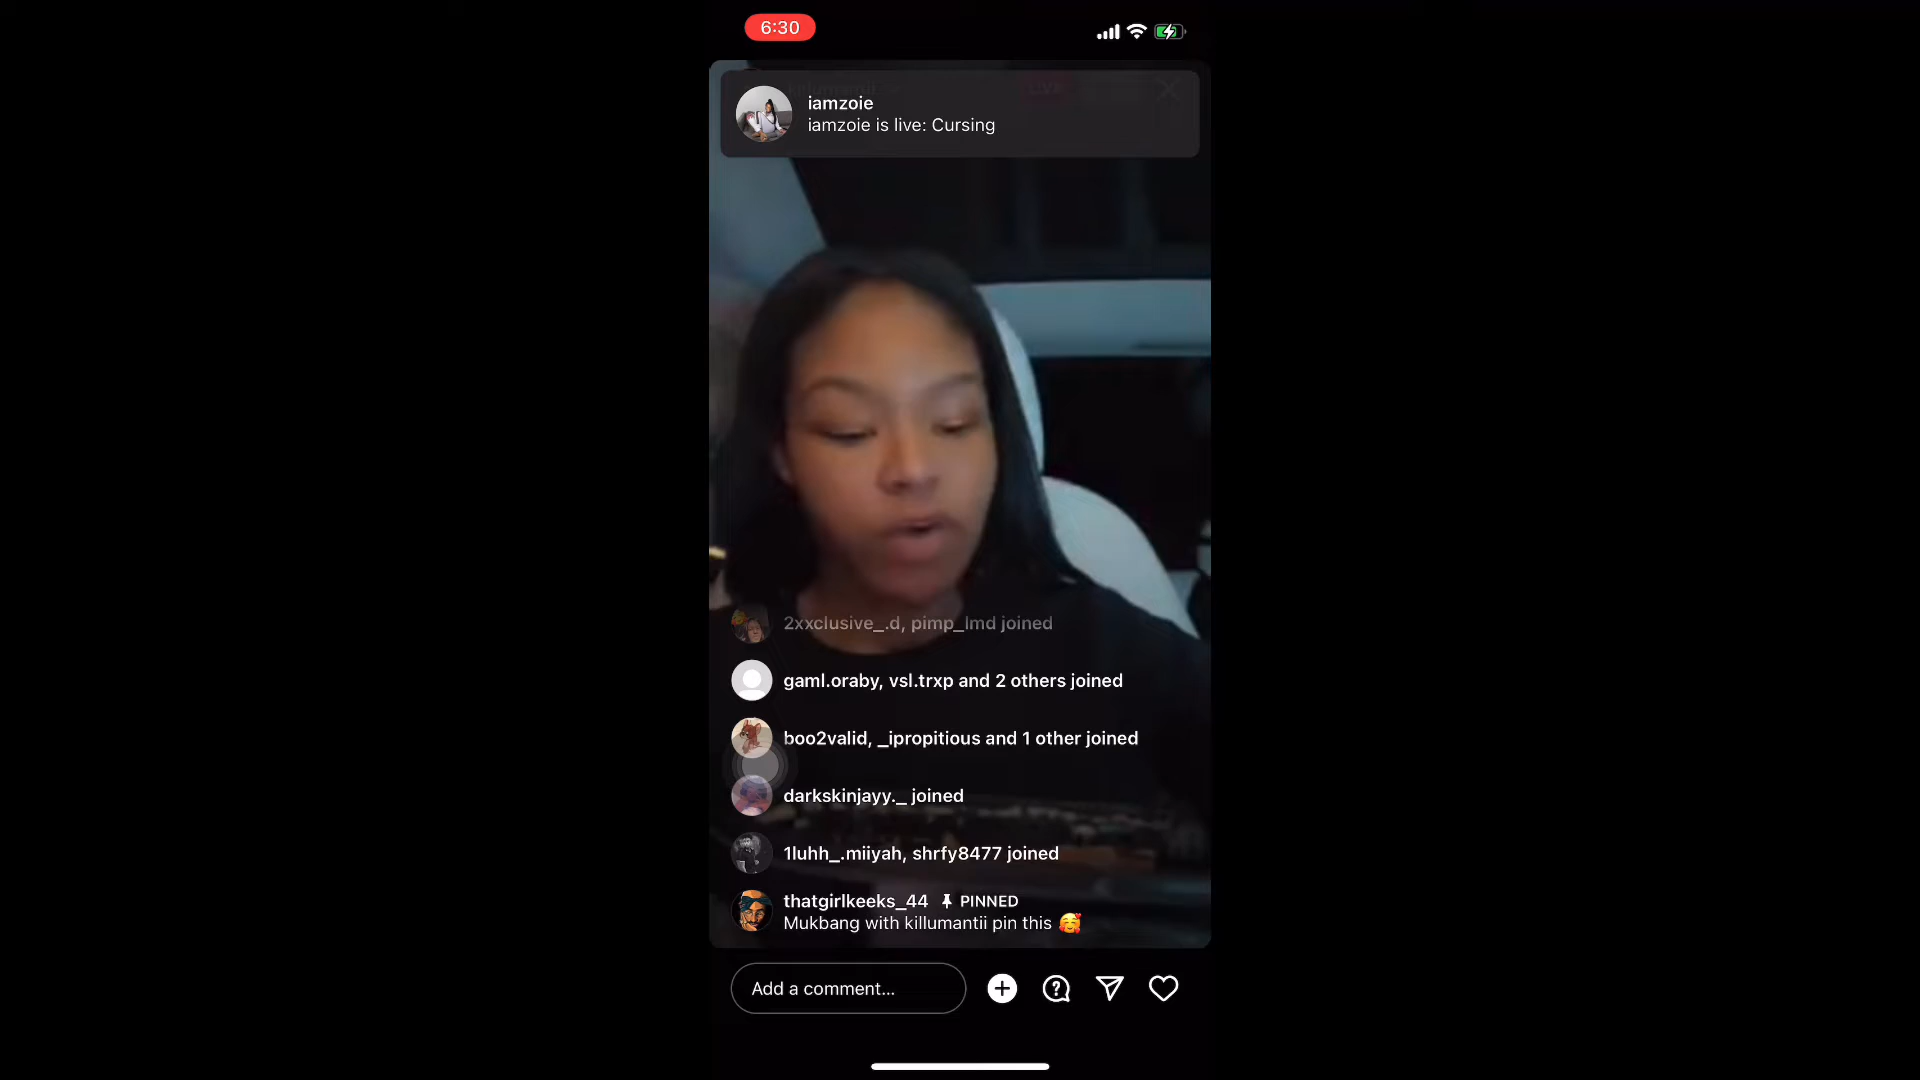 6:30
LIVE
iamzoie
iamzoie is live: Cursing
2xxclusive_.d, pimp_lmd joined
gaml.oraby, vsl.trxp and 2 others joined
boo2valid, _ipropitious and 1 other joined
darkskinjayy._ joined
1luhh_.miiyah, shrfy8477 joined
thatgirlkeeks_44 PINNED
Mukbang with killumantii pin this 🥰
Add a comment...